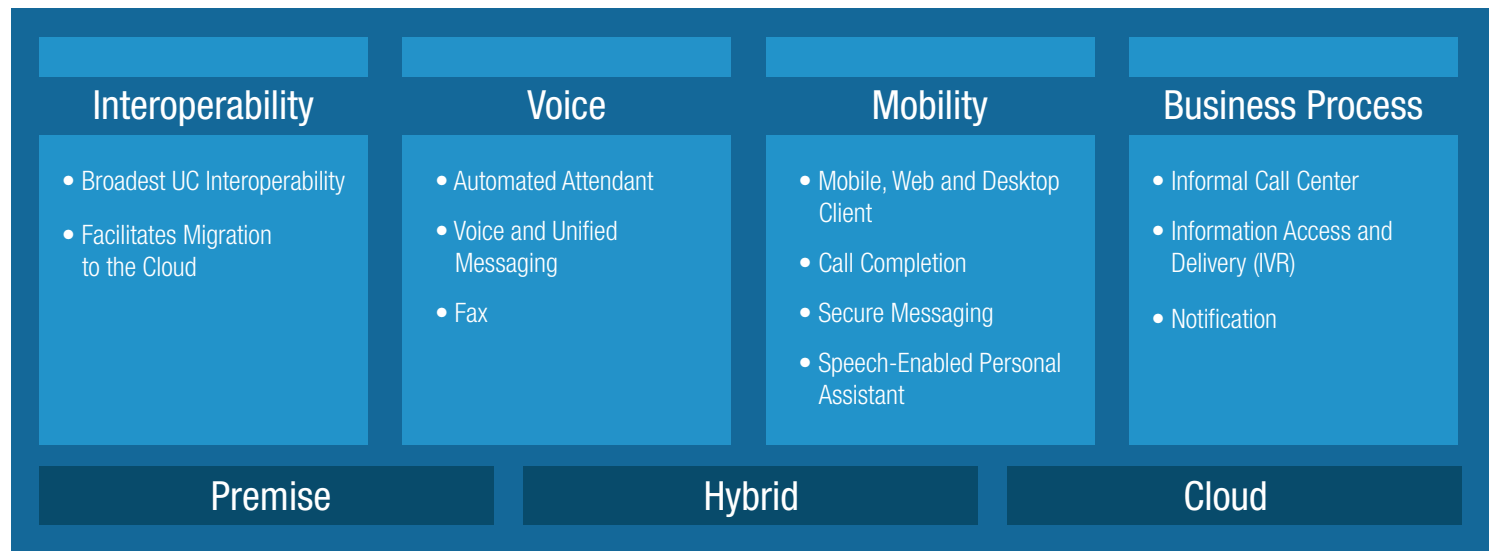 Interoperability
• Broadest UC Interoperability
• Facilitates Migration
to the Cloud
Voice
• Automated Attendant
• Voice and Unified
Messaging
• Fax
Mobility
• Mobile, Web and Desktop
Client
• Call Completion
• Secure Messaging
• Speech-Enabled Personal
Assistant
Business Process
• Informal Call Center
• Information Access and
Delivery (IVR)
• Notification
Premise
Hybrid
Cloud